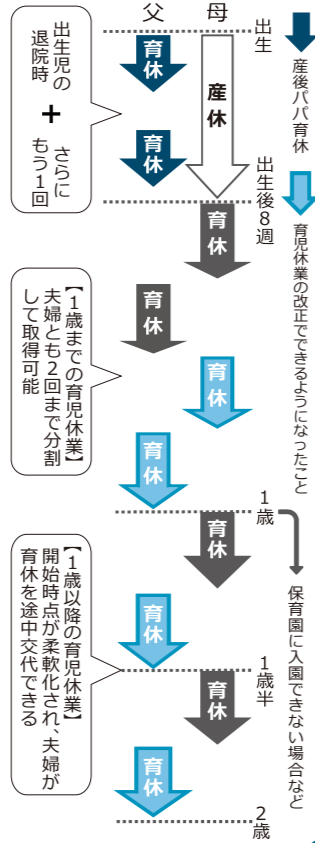 父
母
出生
産後パパ育休
出生児の
退院時
+
さらに
もう1回
育休
産休
育休
出生後8週
育休
育児休業の改正でできるようになったこと
【1歳までの育児休業】
夫婦とも2回まで分割
して取得可能
育休
育休
育休
1歳
育休
保育園に入園できない場合など
【1歳以降の育児休業】
開始時点が柔軟化され、夫婦が
育休を途中交代できる
育休
1歳半
育休
育休
2歳